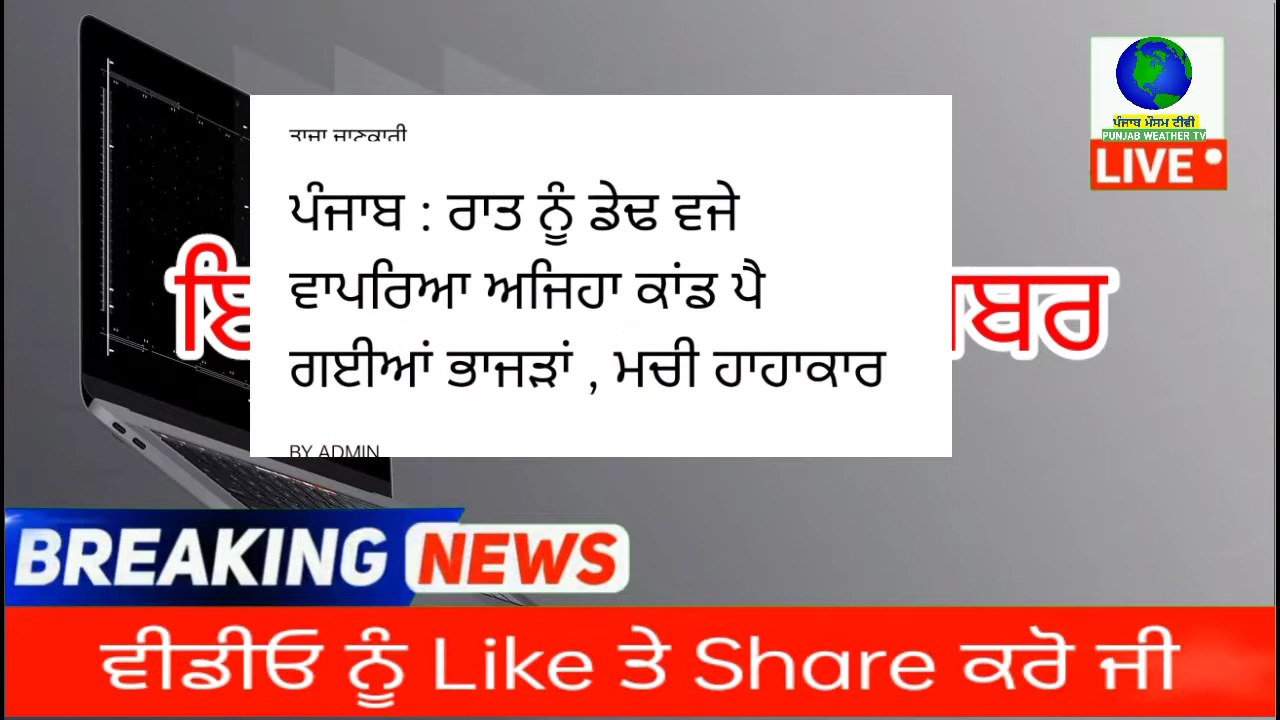 ਪੰਜਾਬ ਮੌਸਮ ਟੀਵੀ
PUNJAB WEATHER TV
LIVE
ਤਾਜ਼ਾ ਜਾਣਕਾਰੀ
ਪੰਜਾਬ : ਰਾਤ ਨੂੰ ਡੇਢ ਵਜੇ
ਵਾਪਰਿਆ ਅਜਿਹਾ ਕਾਂਡ ਪੈ
ਗਈਆਂ ਭਾਜੜਾਂ , ਮਚੀ ਹਾਹਾਕਾਰ
BY ADMIN
BREAKING NEWS
ਵੀਡੀਓ ਨੂੰ Like ਤੇ Share ਕਰੋ ਜੀ